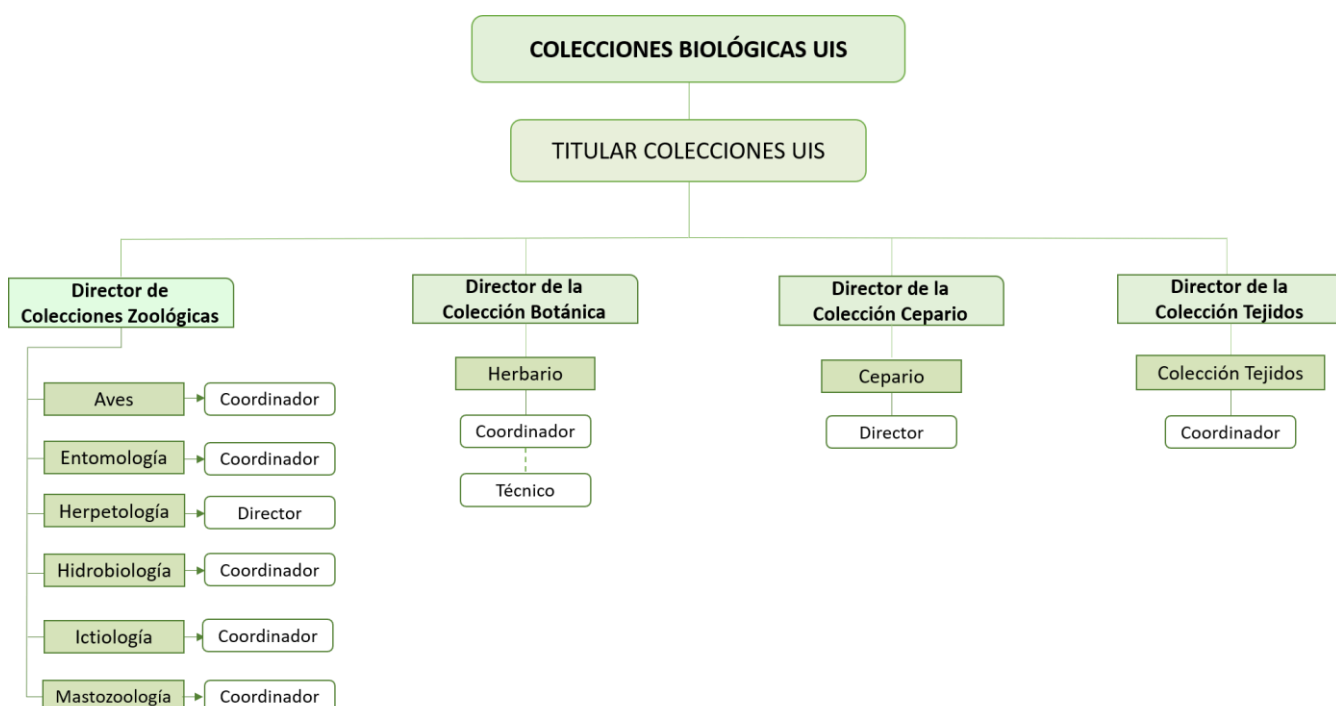 COLECCIONES BIOLÓGICAS UIS
TITULAR COLECCIONES UIS
Director de
Colecciones Zoológicas
Aves
Coordinador
Entomología
Coordinador
Herpetología
Director
Hidrobiología
Coordinador
Ictiología
Coordinador
Mastozoología
Coordinador
Director de la
Colección Botánica
Herbario
Coordinador
Técnico
Director de la
Colección Cepario
Cepario
Director
Director de la
Colección Tejidos
Colección Tejidos
Coordinador